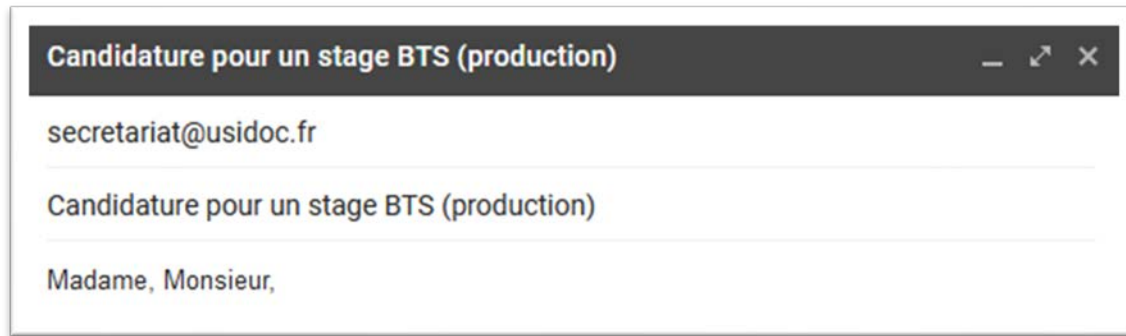 Candidature pour un stage BTS (production)
secretariat@usidoc.fr
Candidature pour un stage BTS (production)
Madame, Monsieur,